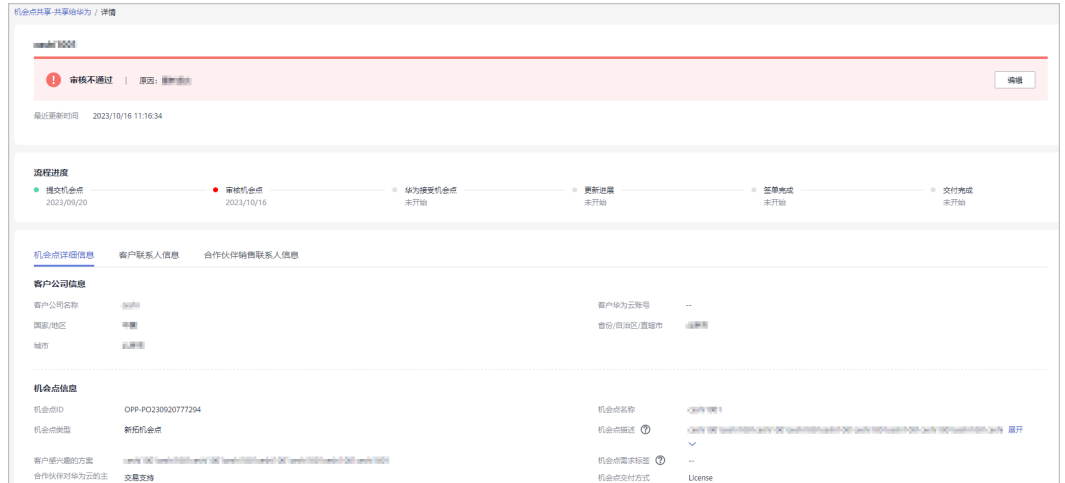 机会点共享-共享给华为 / 详情
审核不通过 | 原因：
编辑
最近更新时间 2023/10/16 11:16:34
流程进度
提交机会点 审核机会点 华为接受机会点 更新进展 签单完成 交付完成
2023/09/20 2023/10/16 未开始 未开始 未开始 未开始
机会点详细信息 客户联系人信息 合作伙伴销售联系人信息
客户公司信息
客户公司名称 客户华为云账号 --
国家/地区 省份/自治区/直辖市
城市
机会点信息
机会点ID OPP-PO230920777294 机会点名称
机会点类型 新拓机会点 机会点描述 展开
客户感兴趣的方案 机会点需求标签 --
合作伙伴对华为云的主 交易支持 机会点交付方式 License